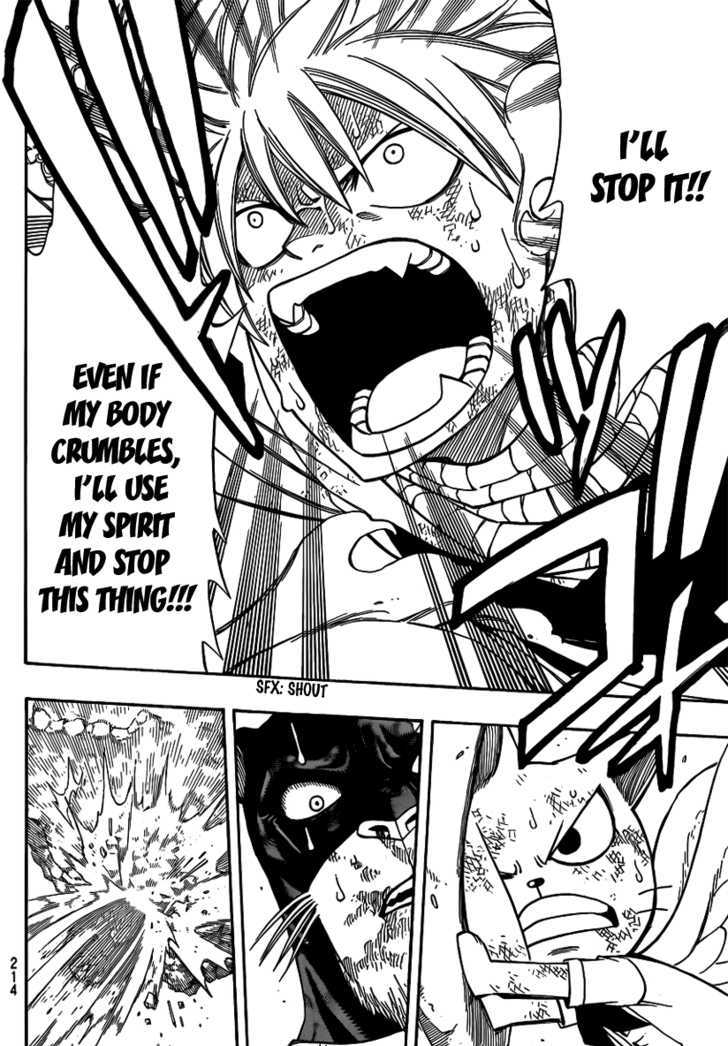 I'LL
STOP IT!!
EVEN IF
MY BODY
CRUMBLES,
I'LL USE
MY SPIRIT
AND STOP
THIS THING!!!
SFX: SHOUT
214